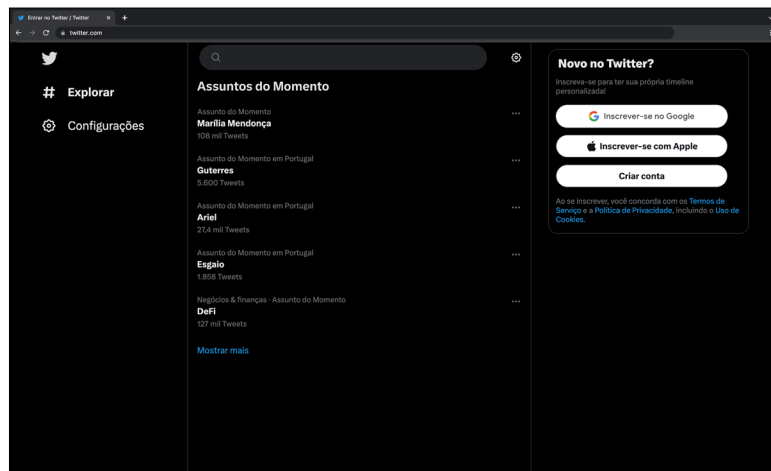 Entrar no Twitter / Twitter
twitter.com
Explorar
Configurações
Assuntos do Momento
Assunto do Momento
Marília Mendonça
108 mil Tweets
Assunto do Momento em Portugal
Guterres
5.600 Tweets
Assunto do Momento em Portugal
Ariel
27,4 mil Tweets
Assunto do Momento em Portugal
Esgaio
1.858 Tweets
Negócios & finanças · Assunto do Momento
DeFi
127 mil Tweets
Mostrar mais
Novo no Twitter?
Inscreva-se para ter sua própria timeline
personalizada!
Inscrever-se no Google
Inscrever-se com Apple
Criar conta
Ao se inscrever, você concorda com os Termos de
Serviço e a Política de Privacidade, incluindo o Uso de
Cookies.